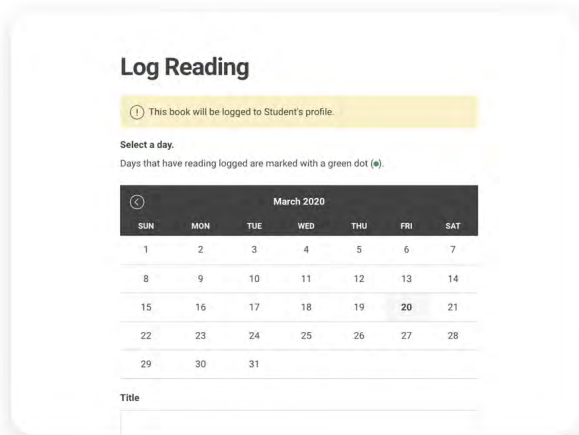 Log Reading
This book will be logged to Student's profile.
Select a day.
Days that have reading logged are marked with a green dot (●).
March 2020
SUN MON TUE WED THU FRI SAT
1 2 3 4 5 6 7
8 9 10 11 12 13 14
15 16 17 18 19 20 21
22 23 24 25 26 27 28
29 30 31
Title